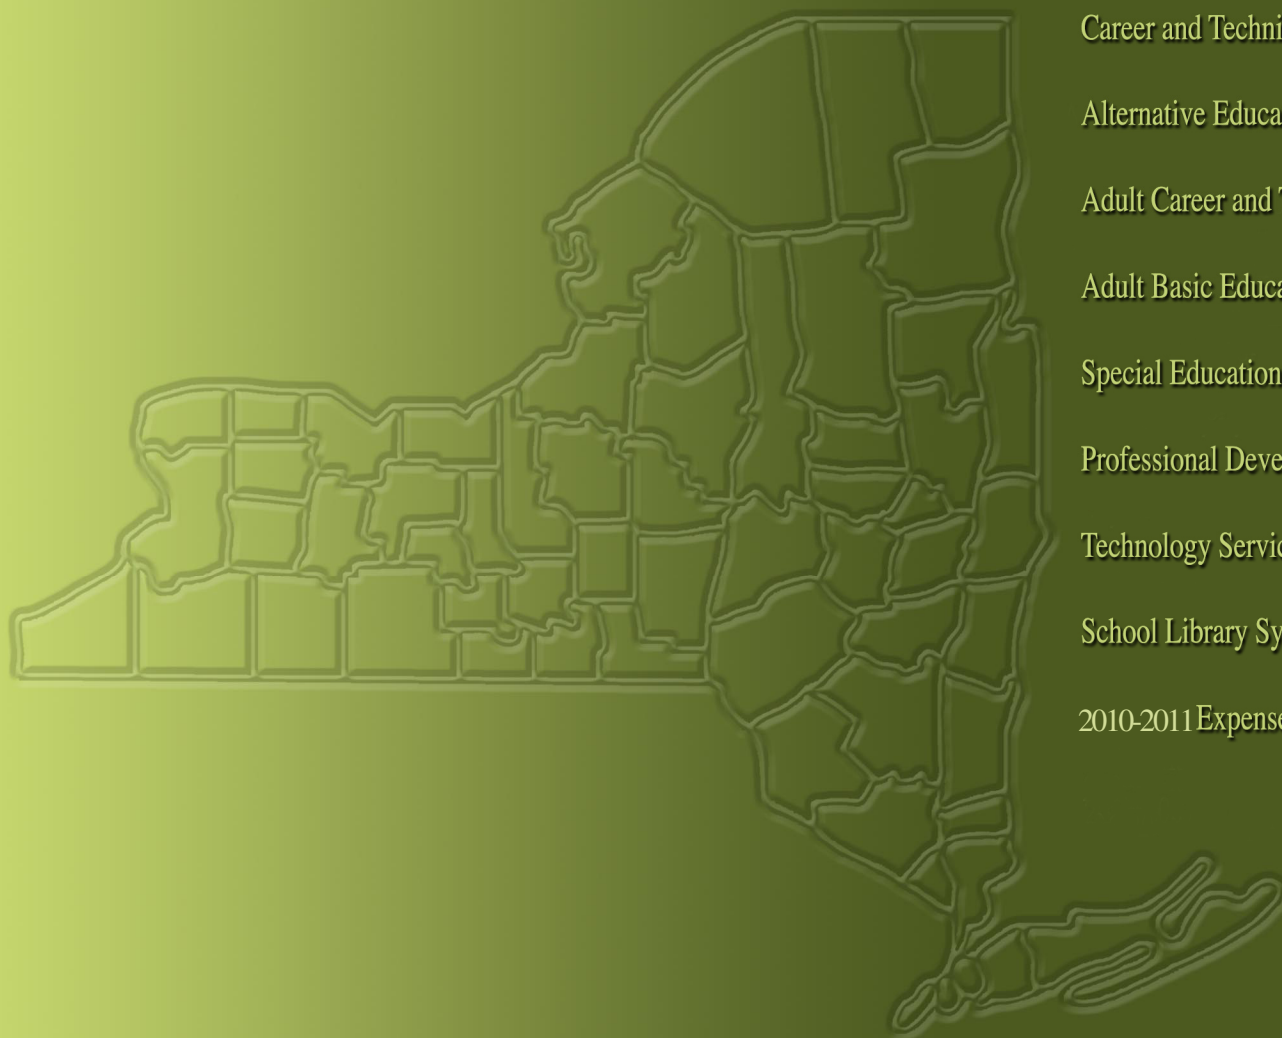 Career and Techni
Alternative Educa
Adult Career and
Adult Basic Educa
Special Education
Professional Deve
Technology Servic
School Library Sy
2010-2011 Expense